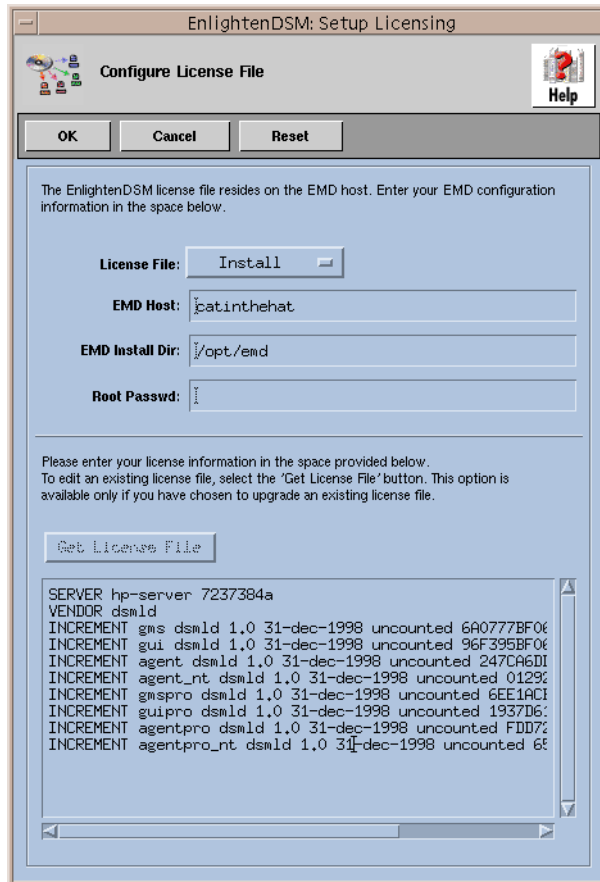 EnlightenDSM: Setup Licensing
Configure License File
Help
OK Cancel Reset
The EnlightenDSM license file resides on the EMD host. Enter your EMD configuration
information in the space below.
License File: Install
EMD Host: catinthehat
EMD Install Dir: /opt/emd
Root Passwd:
Please enter your license information in the space provided below.
To edit an existing license file, select the 'Get License File' button. This option is
available only if you have chosen to upgrade an existing license file.
Get License File
SERVER hp-server 7237384a
VENDOR dsmld
INCREMENT gms dsmld 1.0 31-dec-1998 uncounted 6A0777BF06
INCREMENT gui dsmld 1.0 31-dec-1998 uncounted 96F395BF06
INCREMENT agent dsmld 1.0 31-dec-1998 uncounted 247CA6DI
INCREMENT agent_nt dsmld 1.0 31-dec-1998 uncounted 01292
INCREMENT gmspro dsmld 1.0 31-dec-1998 uncounted 6EE1ACE
INCREMENT guipro dsmld 1.0 31-dec-1998 uncounted 1937D61
INCREMENT agentpro dsmld 1.0 31-dec-1998 uncounted FDD72
INCREMENT agentpro_nt dsmld 1.0 31-dec-1998 uncounted 65